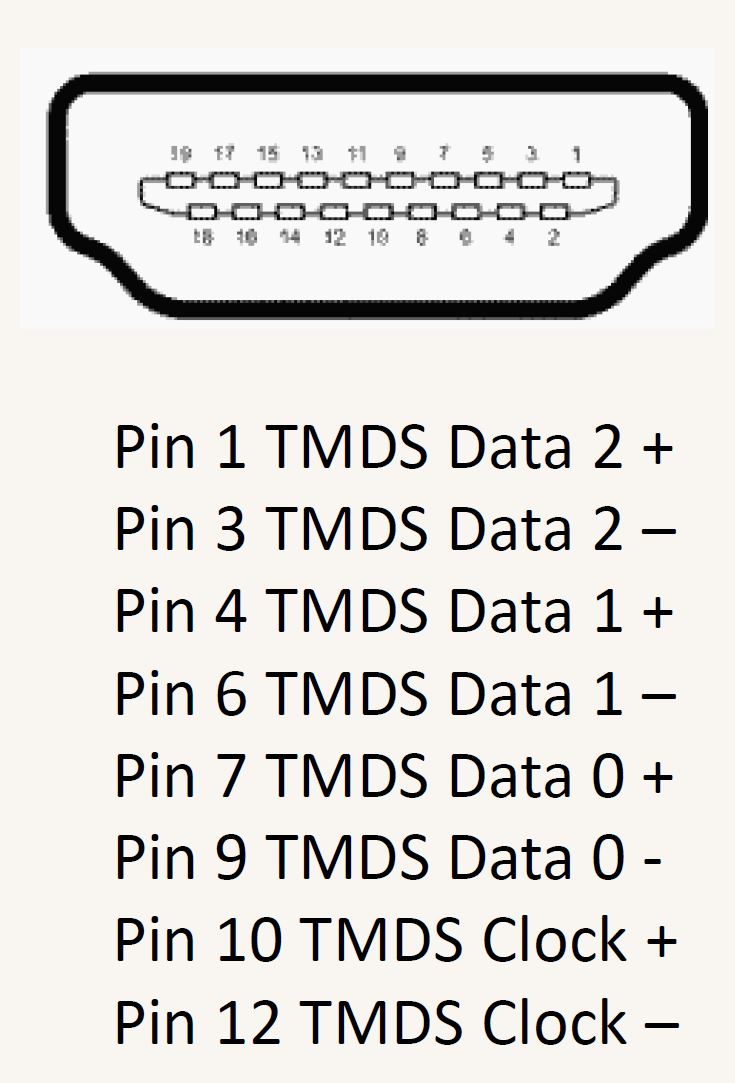 19 17 15 13 11 9 7 5 3 1
18 16 14 12 10 8 6 4 2
Pin 1 TMDS Data 2 +
Pin 3 TMDS Data 2 –
Pin 4 TMDS Data 1 +
Pin 6 TMDS Data 1 –
Pin 7 TMDS Data 0 +
Pin 9 TMDS Data 0 -
Pin 10 TMDS Clock +
Pin 12 TMDS Clock –